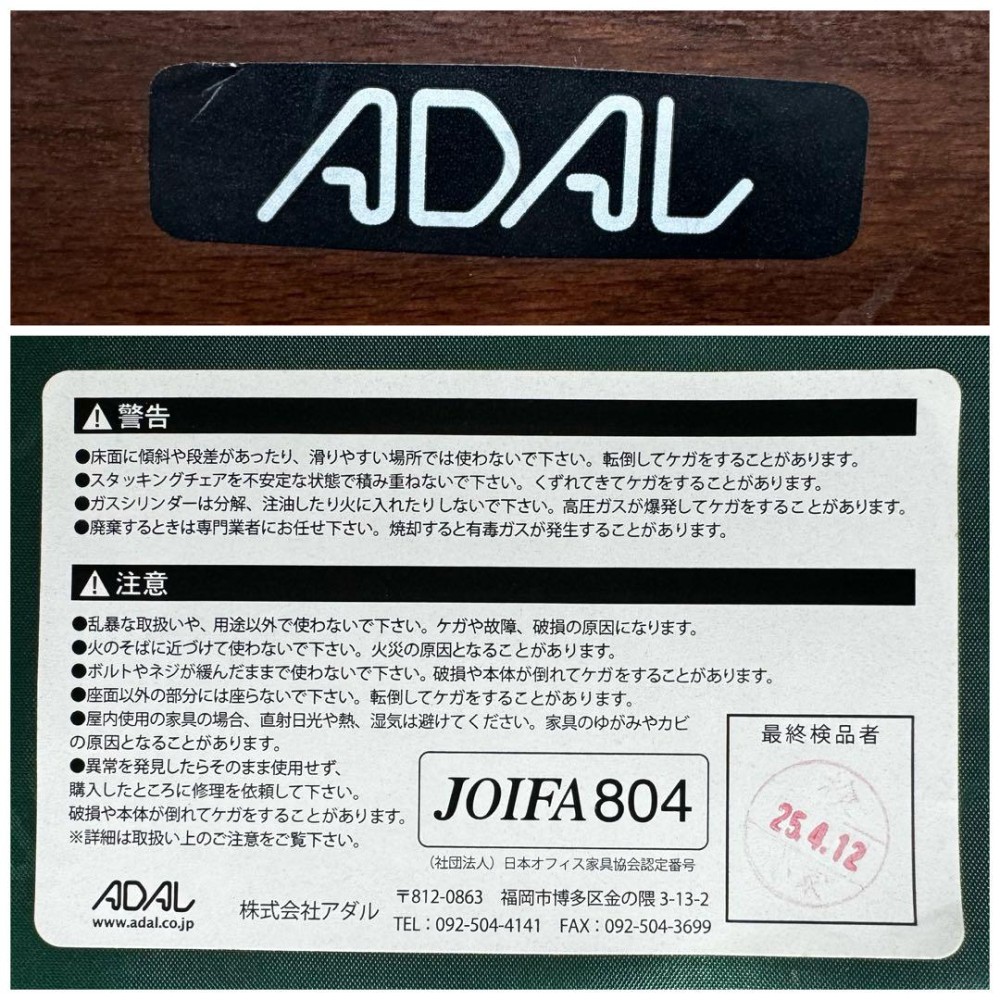 ADAL
警告
●床面に傾斜や段差があったり、滑りやすい場所では使わないで下さい。転倒してケガをすることがあります。
●スタッキングチェアを不安定な状態で積み重ねないで下さい。くずれてきてケガをすることがあります。
●ガスシリンダーは分解、注油したり火に入れたりしないで下さい。高圧ガスが爆発してケガをすることがあります。
●廃棄するときは専門業者にお任せ下さい。焼却すると有毒ガスが発生することがあります。
注意
●乱暴な取扱いや、用途以外で使わないで下さい。ケガや故障、破損の原因になります。
●火のそばに近づけて使わないで下さい。火災の原因となることがあります。
●ボルトやネジが緩んだままで使わないで下さい。破損や本体が倒れてケガをすることがあります。
●座面以外の部分には座らないで下さい。転倒してケガをすることがあります。
●屋内使用の家具の場合、直射日光や熱、湿気は避けてください。家具のゆがみやカビ
の原因となることがあります。
●異常を発見したらそのまま使用せず、
購入したところに修理を依頼して下さい。
破損や本体が倒れてケガをすることがあります。
※詳細は取扱い上のご注意をご覧下さい。
JOIFA804
(社団法人)日本オフィス家具協会認定番号
最終検品者
25.4.12
ADAL
www.adal.co.jp
株式会社アダル
〒812-0863 福岡市博多区金の隈3-13-2
TEL:092-504-4141 FAX:092-504-3699